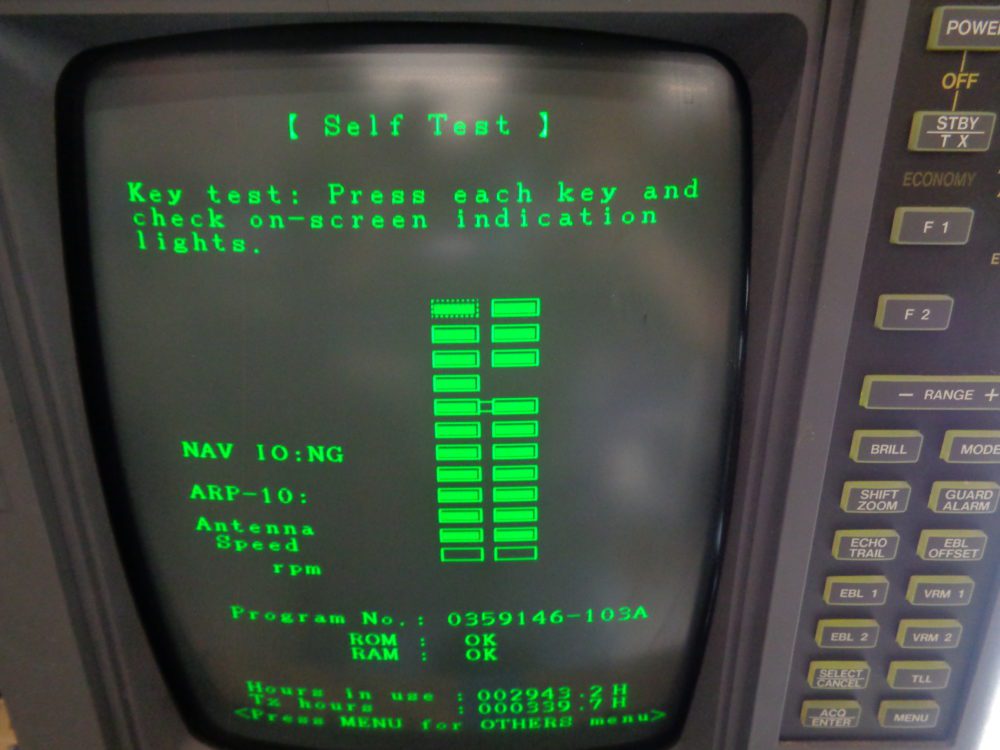 [ Self Test ]
Key test: Press each key and
check on-screen indication
lights.
NAV IO:NG
ARP-10:
Antenna
Speed
rpm
Program No.: 0359146-103A
ROM : OK
RAM : OK
Hours in use : 002943.2H
Tx hours : 000339.7H
<Press MENU for OTHERS menu>
OFF
STBY
TX
ECONOMY
F 1
F 2
− RANGE +
BRILL
MODE
SHIFT
ZOOM
GUARD
ALARM
ECHO
TRAIL
EBL
OFFSET
EBL 1
VRM 1
EBL 2
VRM 2
SELECT
CANCEL
TLL
ACQ
ENTER
MENU